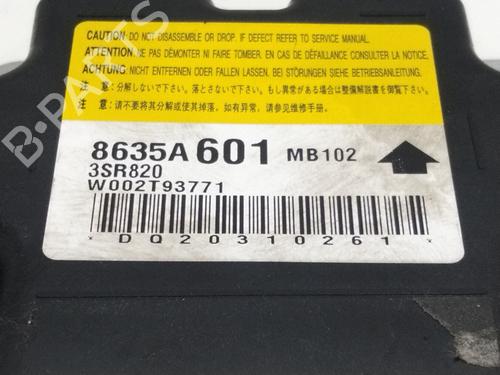 CAUTION: DO NOT DISASSEMBLE OR DROP. IF DEFECT REFER TO SERVICE MANUAL.
ATTENTION: NE PAS DÉMONTER NI FAIRE TOMBER. EN CAS DE DÉFAILLANCE CONSULTER LA NOTICE.
ACHTUNG: NICHT ENTFERNEN ODER FALLEN LASSEN. BEI STÖRUNGEN SIEHE BETRIEBSANLEITUNG.
注意:分解しないで下さい。落とさないで下さい。もし異常がある場合は整備解説書を御覧下さい。
注意:请不要将其分解或使其掉落。如有异常,请参见维修手册.
8635A601 MB102
3SR820
W002T93771
*DQ20310261*
B-PARTS